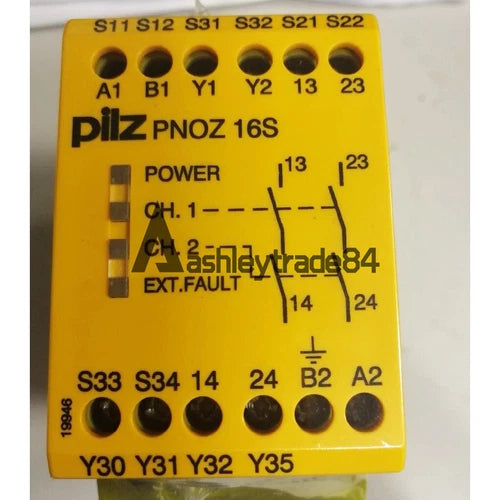 S11 S12 S31 S32 S21 S22
A1 B1 Y1 Y2 13 23
pilz PNOZ 16S
13 23
POWER
CH. 1
CH. 2
Aashleytrade84
EXT.FAULT
14 24
S33 S34 14 24 B2 A2
19946
Y30 Y31 Y32 Y35